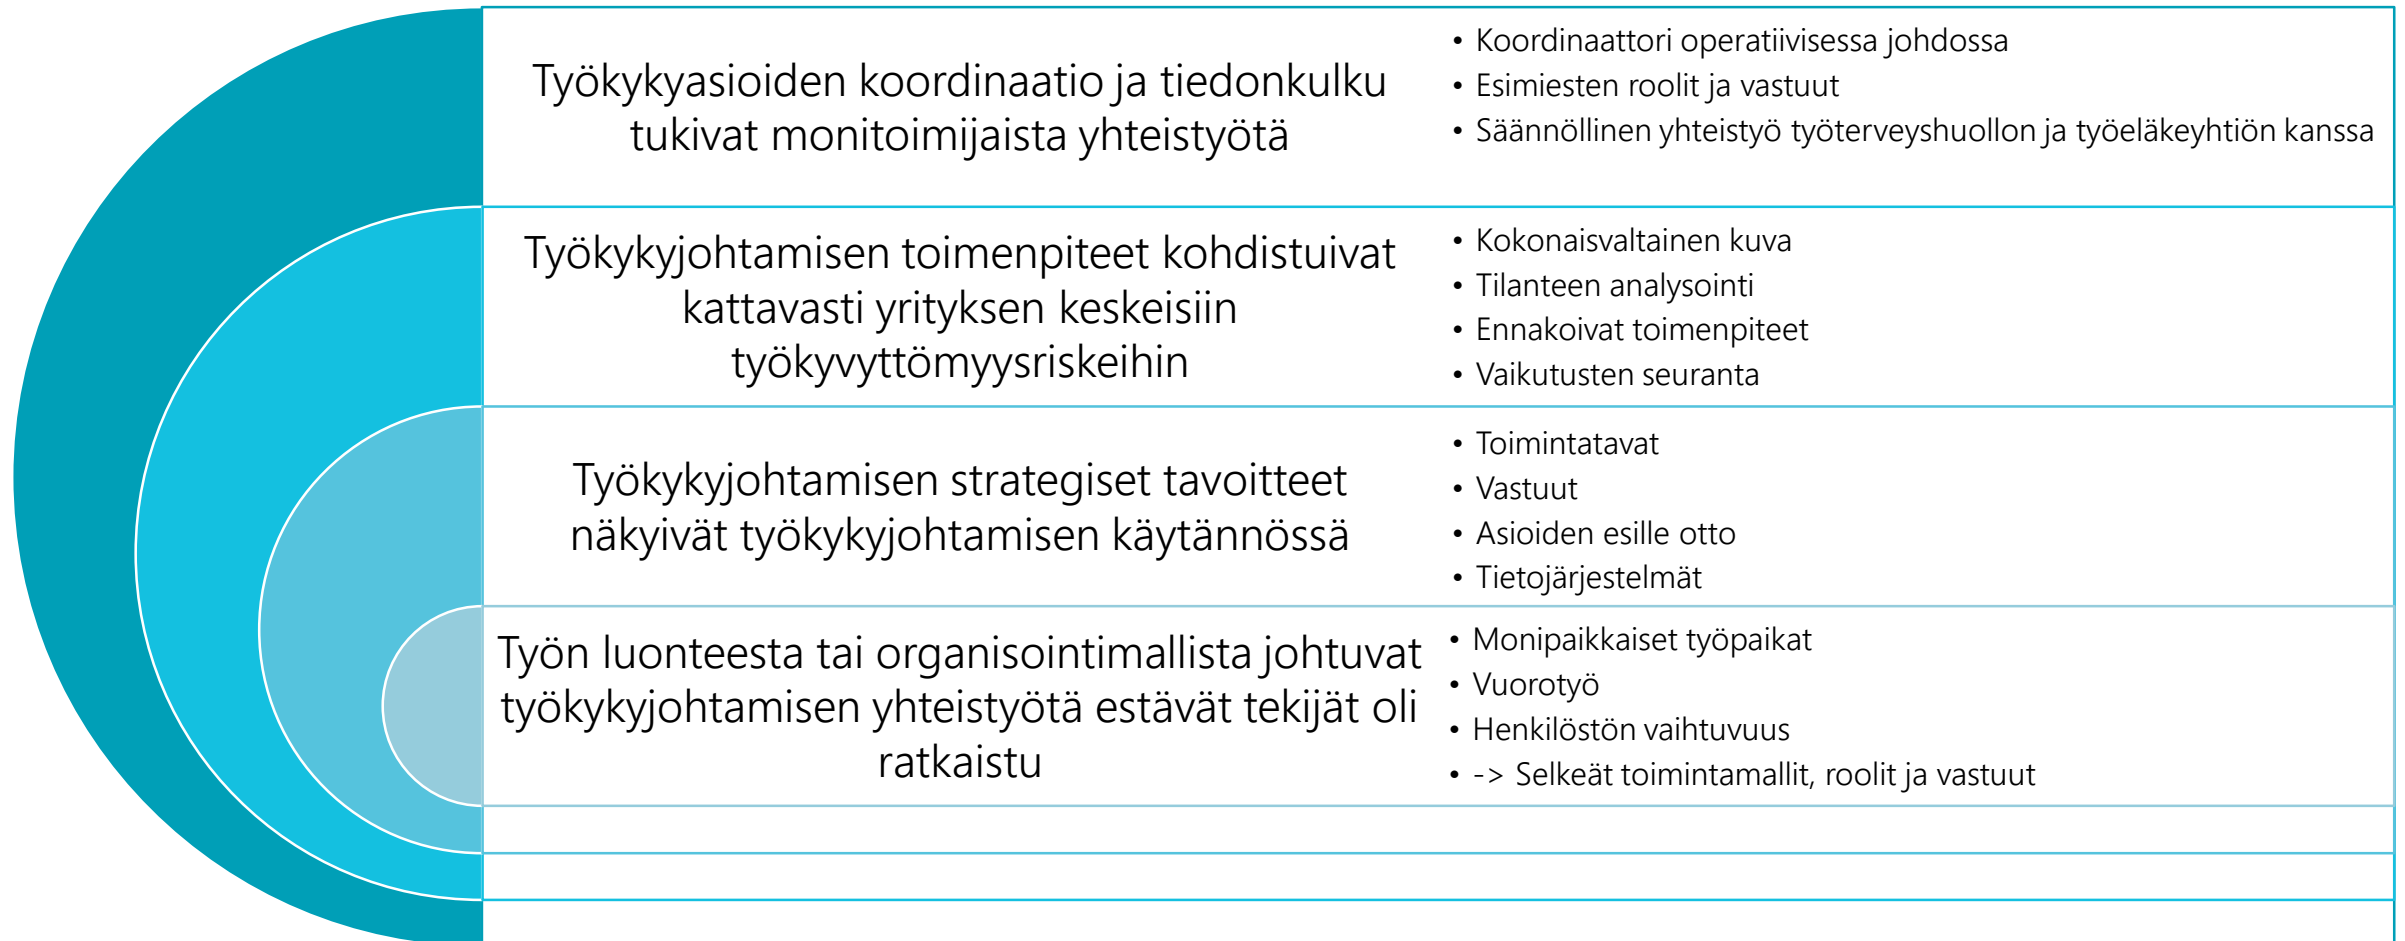 Työkykyasioiden koordinaatio ja tiedonkulku
tukivat monitoimijaista yhteistyötä
• Koordinaattori operatiivisessa johdossa
• Esimiesten roolit ja vastuut
• Säännöllinen yhteistyö työterveyshuollon ja työeläkeyhtiön kanssa
Työkykyjohtamisen toimenpiteet kohdistuivat
kattavasti yrityksen keskeisiin
työkyvyttömyysriskeihin
• Kokonaisvaltainen kuva
• Tilanteen analysointi
• Ennakoivat toimenpiteet
• Vaikutusten seuranta
Työkykyjohtamisen strategiset tavoitteet
näkyivät työkykyjohtamisen käytännössä
• Toimintatavat
• Vastuut
• Asioiden esille otto
• Tietojärjestelmät
Työn luonteesta tai organisointimallista johtuvat
työkykyjohtamisen yhteistyötä estävät tekijät oli
ratkaistu
• Monipaikkaiset työpaikat
• Vuorotyö
• Henkilöstön vaihtuvuus
• -> Selkeät toimintamallit, roolit ja vastuut